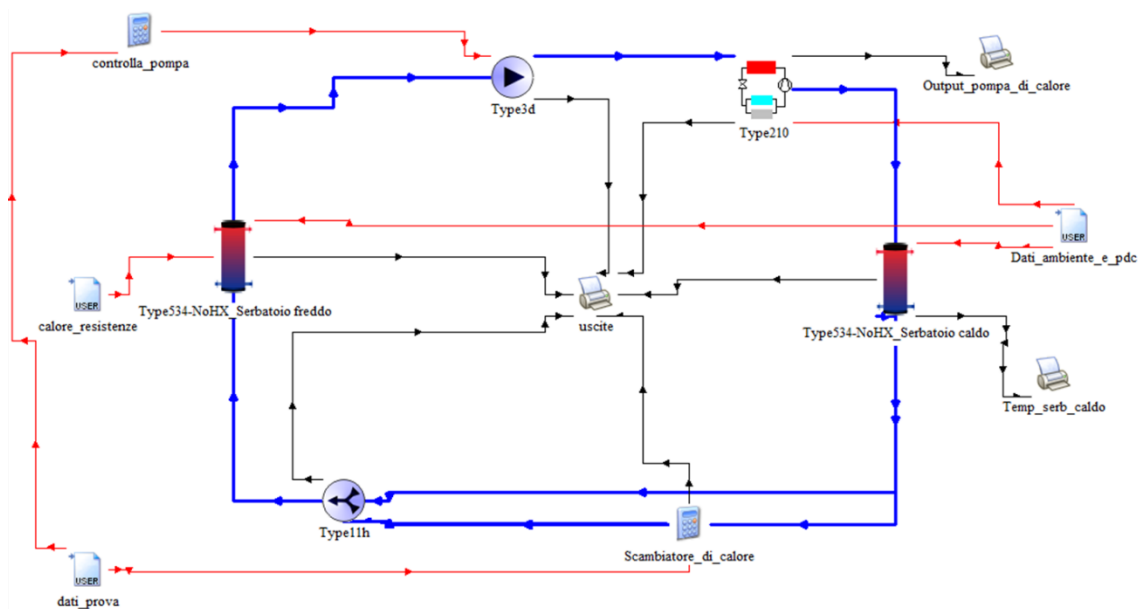 controlla_pompa
Type3d
Type210
Output_pompa_di_calore
USER
Dati_ambiente_e_pdc
USER
calore_resistenze
Type534-NoHX_Serbatoio freddo
uscite
Type534-NoHX_Serbatoio caldo
Temp_serb_caldo
Type11h
Scambiatore_di_calore
USER
dati_prova